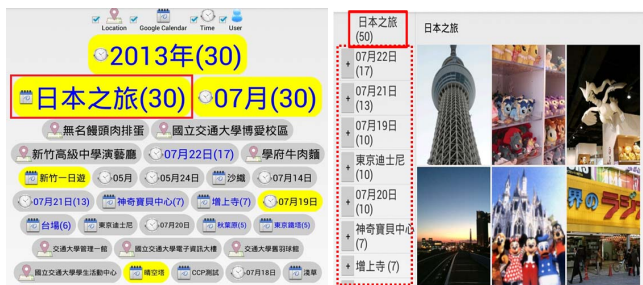 Location Google Calendar Time User
2013年(30)
日本之旅(30) 07月(30)
無名饅頭肉排蛋 國立交通大學博愛校區
新竹高級中學演藝廳 07月22日(17) 學府牛肉麵
新竹一日遊 05月 05月24日 沙織 07月14日
07月21日(13) 神奇寶貝中心(7) 增上寺(7) 07月19日
台場(6) 東京迪士尼 07月20日 秋葉原(5) 東京鐵塔(5)
交通大學管理一館 國立交通大學電子資訊大樓 交通大學舊羽球館
國立交通大學學生活動中心 晴空塔 CCP測試 07月18日 淺草
日本之旅
(50)
+ 07月22日
(17)
+ 07月21日
(13)
+ 07月19日
(10)
+ 東京迪士尼
(10)
+ 07月20日
(10)
+ 神奇寶貝中心
(7)
+ 增上寺 (7)
日本之旅
界のラジ